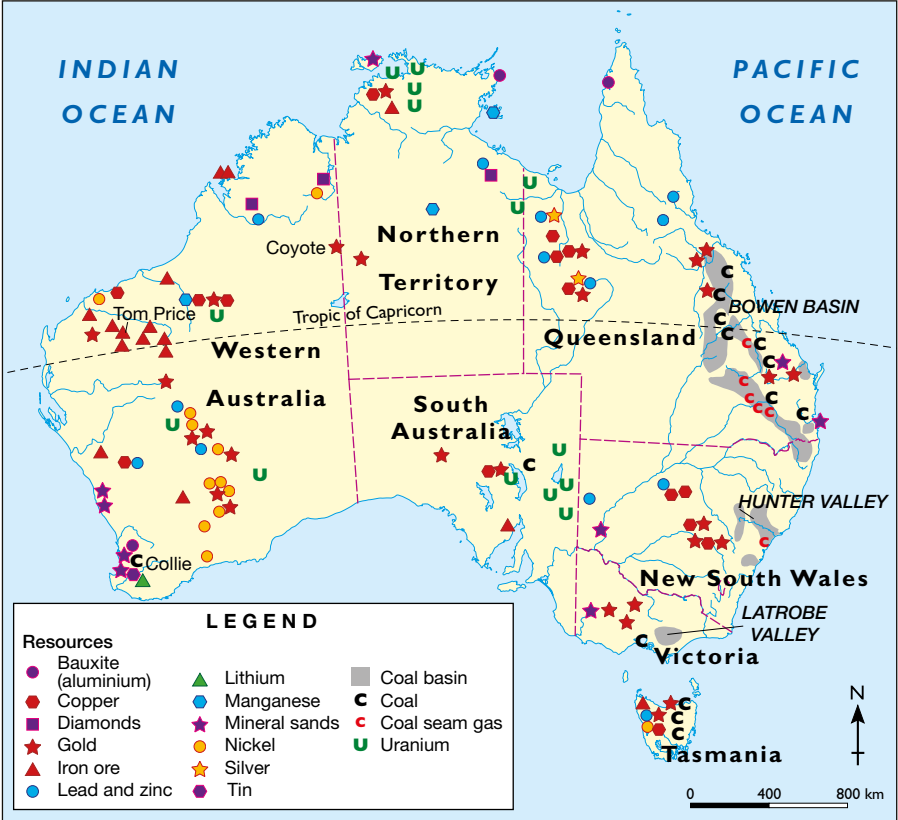 INDIAN
OCEAN
PACIFIC
OCEAN
Coyote
Northern
Territory
Tom Price
Tropic of Capricorn
BOWEN BASIN
Western
Australia
Queensland
South
Australia
HUNTER VALLEY
Collie
New South Wales
LATROBE
VALLEY
Victoria
Tasmania
LEGEND
Resources
Bauxite
(aluminium)
Copper
Diamonds
Gold
Iron ore
Lead and zinc
Lithium
Manganese
Mineral sands
Nickel
Silver
Tin
Coal basin
C Coal
C Coal seam gas
U Uranium
N
0 400 800 km